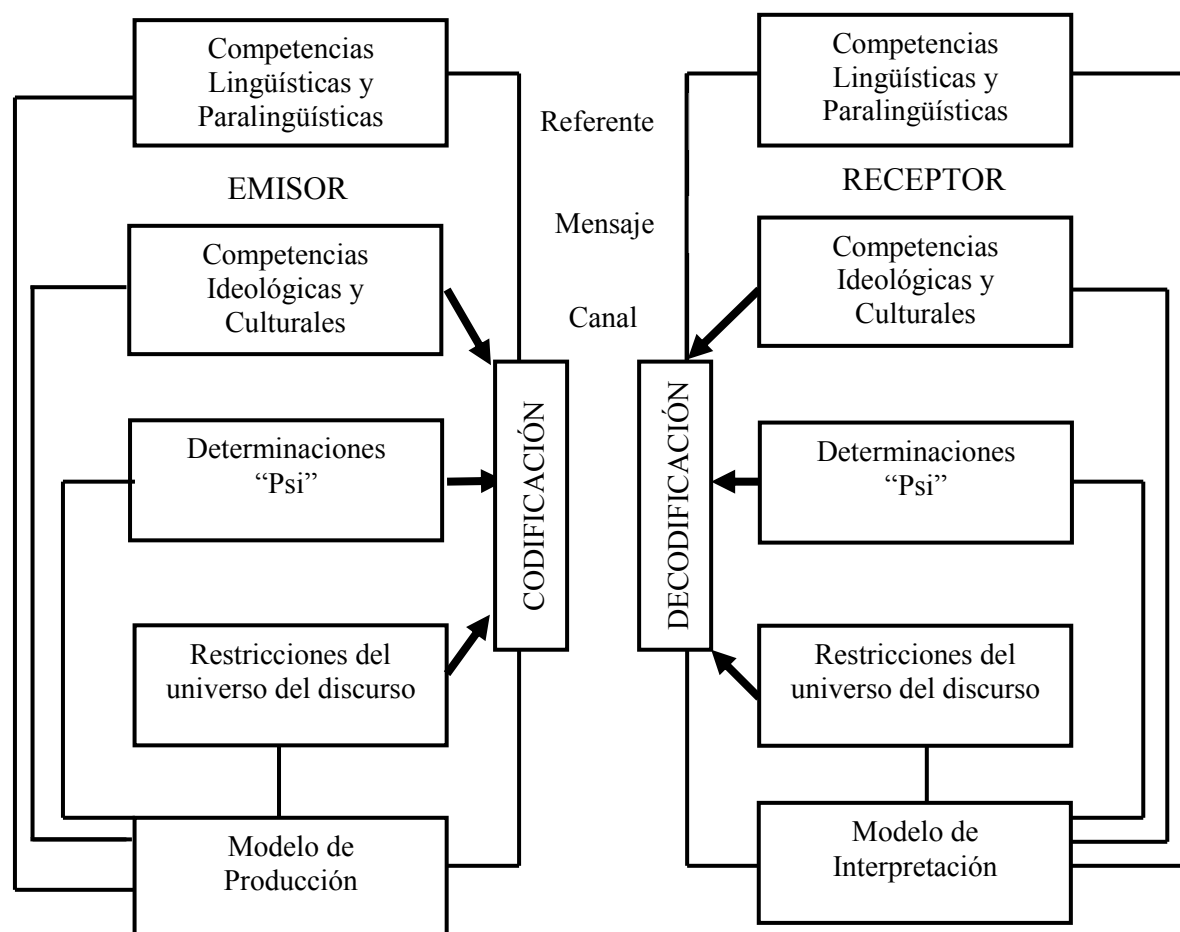 Competencias
Lingüísticas y
Paralingüísticas
EMISOR
Competencias
Ideológicas y
Culturales
Determinaciones
“Psi”
Restricciones del
universo del discurso
Modelo de
Producción
CODIFICACIÓN
Referente
Mensaje
Canal
DECODIFICACIÓN
Competencias
Lingüísticas y
Paralingüísticas
RECEPTOR
Competencias
Ideológicas y
Culturales
Determinaciones
“Psi”
Restricciones del
universo del discurso
Modelo de
Interpretación